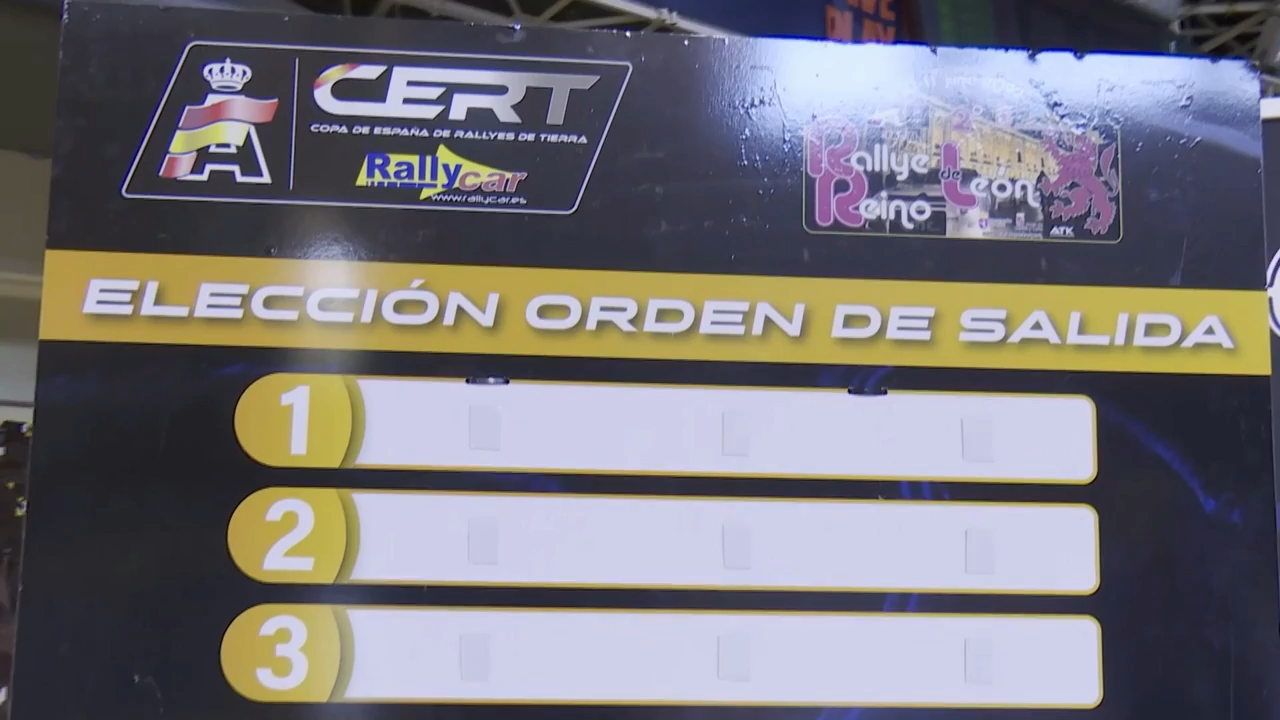 PLAY
CERT
COPA DE ESPAÑA DE RALLYES DE TIERRA
Rallycar
www.rallycar.es
Rallye
de León
Reino
ATK
ELECCIÓN ORDEN DE SALIDA
1
2
3